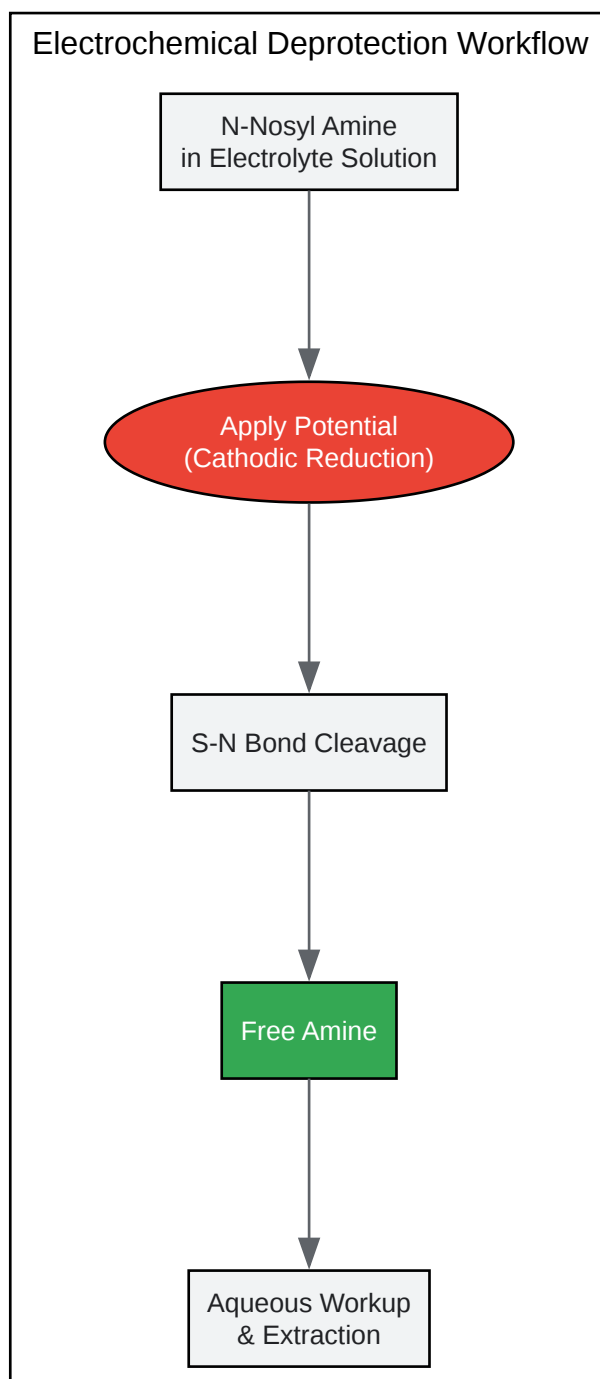 Electrochemical Deprotection Workflow
N-Nosyl Amine
in Electrolyte Solution
Apply Potential
(Cathodic Reduction)
S-N Bond Cleavage
Free Amine
Aqueous Workup
& Extraction